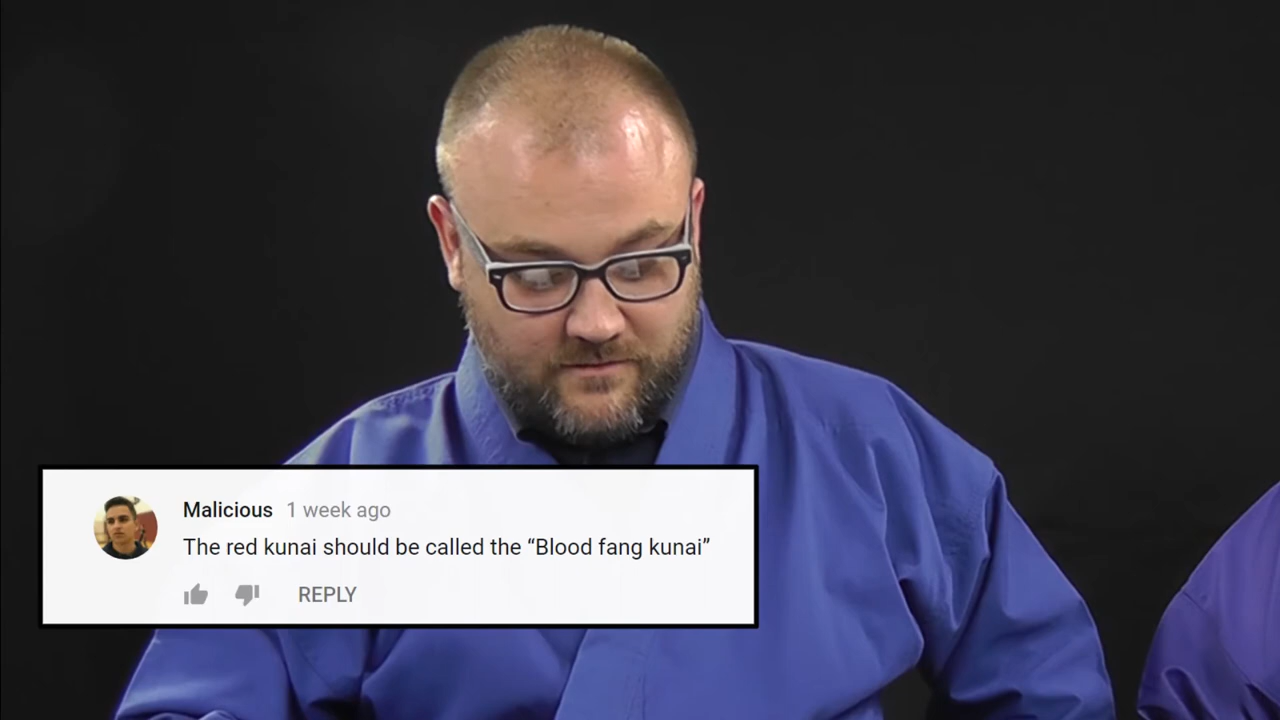 Malicious 1 week ago
The red kunai should be called the “Blood fang kunai”
REPLY